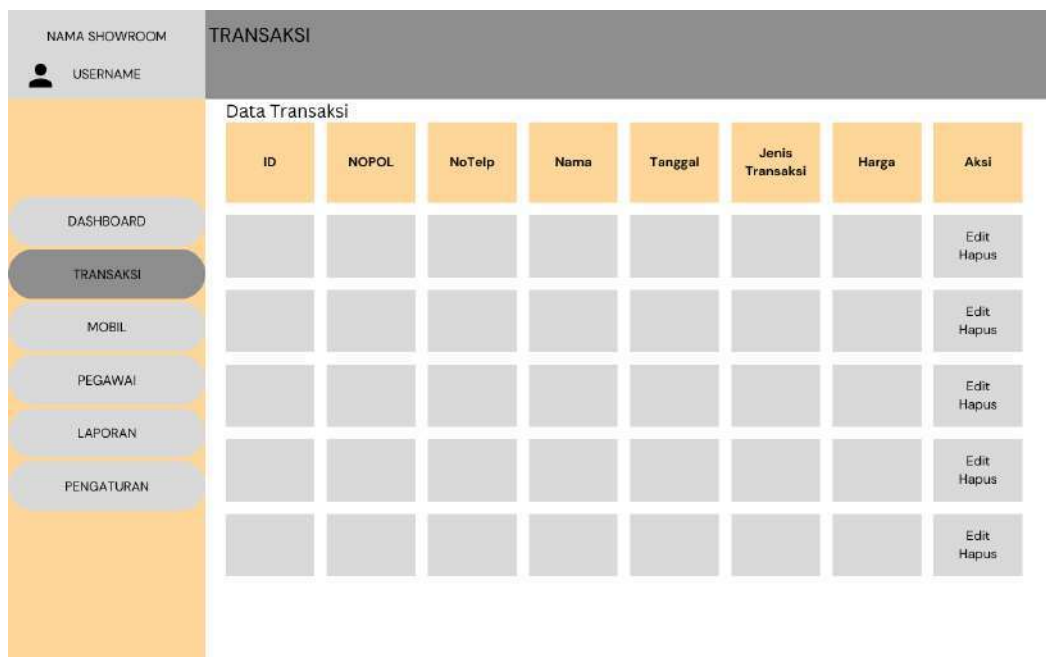 NAMA SHOWROOM
USERNAME
TRANSAKSI
DASHBOARD
TRANSAKSI
MOBIL
PEGAWAI
LAPORAN
PENGATURAN
Data Transaksi
ID NOPOL NoTelp Nama Tanggal Jenis Transaksi Harga Aksi
Edit
Hapus
Edit
Hapus
Edit
Hapus
Edit
Hapus
Edit
Hapus